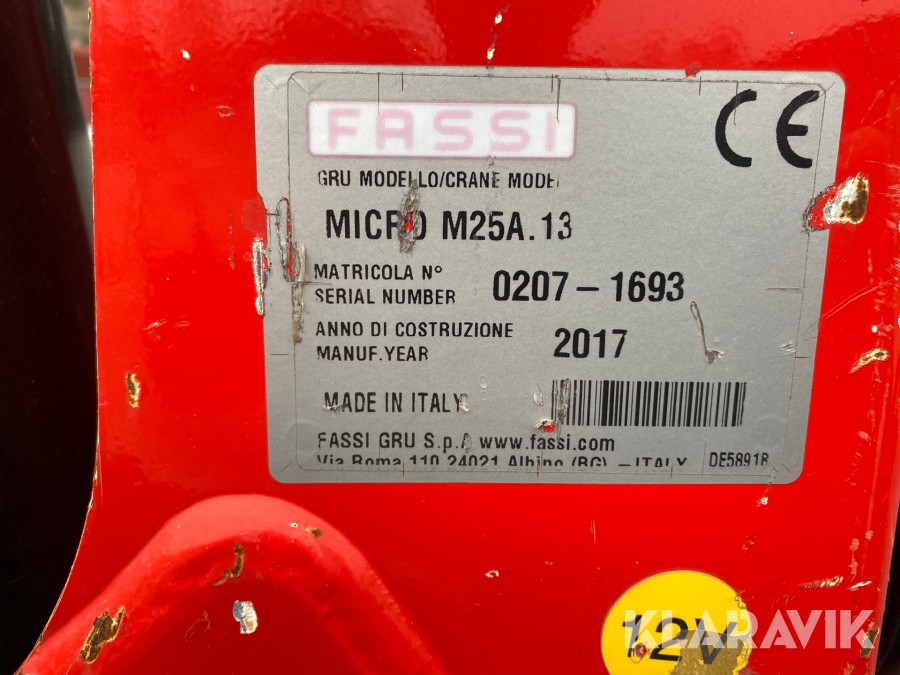 FASSI
CE
GRU MODELLO/CRANE MODEL
MICRO M25A.13
MATRICOLA N°
SERIAL NUMBER 0207-1693
ANNO DI COSTRUZIONE
MANUF.YEAR 2017
MADE IN ITALY
FASSI GRU S.p.A www.fassi.com
Via Roma 110 24021 Albino (BG) - ITALY DE5891B
12V
KLARAVIK